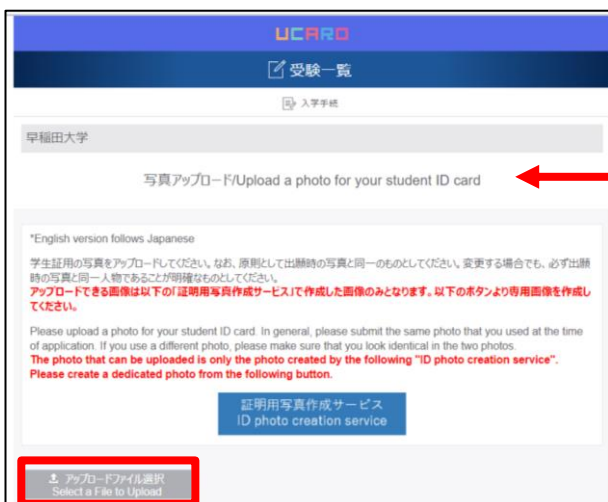 UCARO
受験一覧
入学手続
早稲田大学
写真アップロード/Upload a photo for your student ID card
*English version follows Japanese
学生証用の写真をアップロードしてください。なお、原則として出願時の写真と同一のものとしてください。変更する場合でも、必ず出願
時の写真と同一人物であることが明確なものとしてください。
アップロードできる画像は以下の「証明用写真作成サービス」で作成した画像のみとなります。以下のボタンより専用画像を作成し
てください。
Please upload a photo for your student ID card. In general, please submit the same photo that you used at the time
of application. If you use a different photo, please make sure that you look identical in the two photos.
The photo that can be uploaded is only the photo created by the following "ID photo creation service".
Please create a dedicated photo from the following button.
証明用写真作成サービス
ID photo creation service
アップロードファイル選択
Select a File to Upload